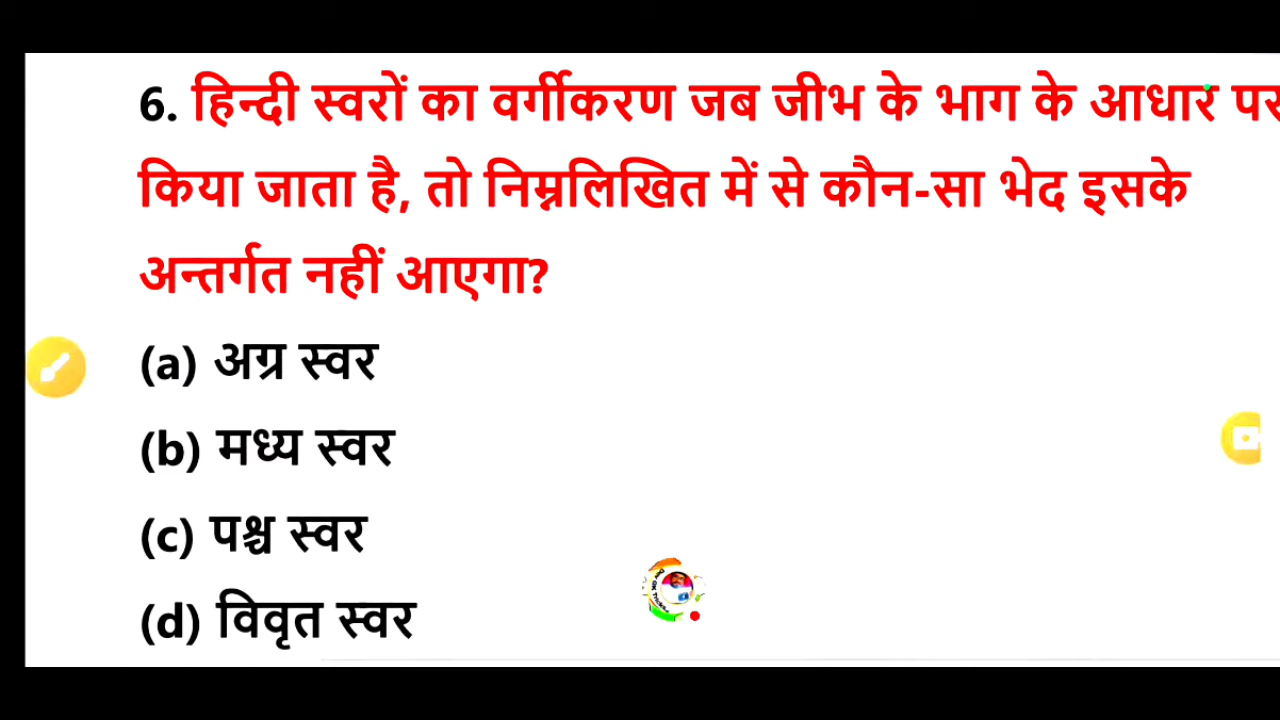 6. हिन्दी स्वरों का वर्गीकरण जब जीभ के भाग के आधार पर
किया जाता है, तो निम्नलिखित में से कौन-सा भेद इसके
अन्तर्गत नहीं आएगा?
(a) अग्र स्वर
(b) मध्य स्वर
(c) पश्च स्वर
(d) विवृत स्वर